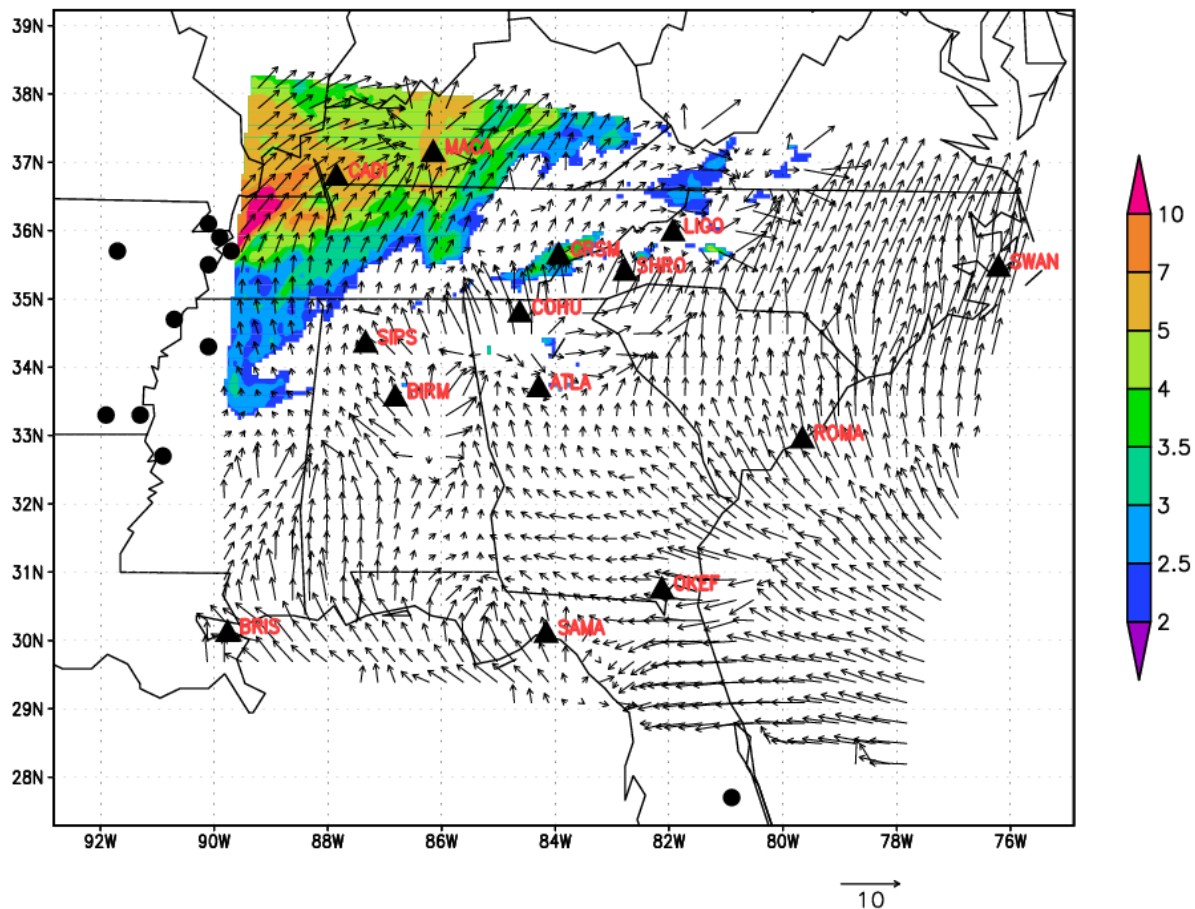 39N
38N
37N
36N
35N
34N
33N
32N
31N
30N
29N
28N
MACA
CADI
LIGO
GRSM
SHRO
SWAN
COHU
SIPS
ATLA
BIRM
ROMA
OKEF
BRIS
SAMA
92W 90W 88W 86W 84W 82W 80W 78W 76W
10
10
7
5
4
3.5
3
2.5
2